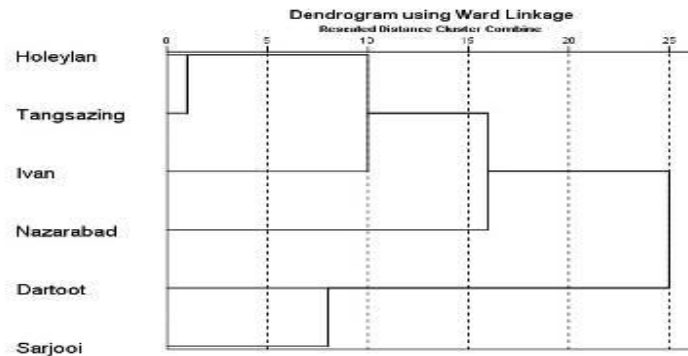 Dendrogram using Ward Linkage
Rescaled Distance Cluster Combine
0 5 10 15 20 25
Holeylan
Tangsazing
Ivan
Nazarabad
Dartoot
Sarjooi